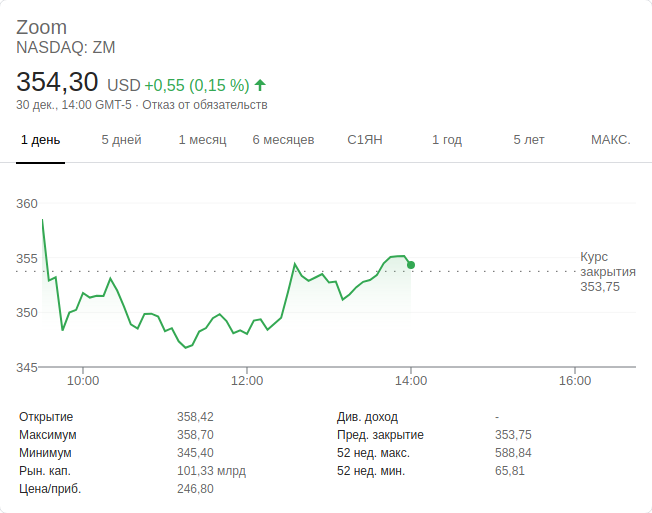 Zoom
NASDAQ: ZM
354,30 USD +0,55 (0,15 %)
30 дек., 14:00 GMT-5 · Отказ от обязательств
1 день 5 дней 1 месяц 6 месяцев С1ЯН 1 год 5 лет МАКС.
360
355
350
345
Курс
закрытия
353,75
10:00 12:00 14:00 16:00
Открытие 358,42 Див. доход -
Максимум 358,70 Пред. закрытие 353,75
Минимум 345,40 52 нед. макс. 588,84
Рын. кап. 101,33 млрд 52 нед. мин. 65,81
Цена/приб. 246,80